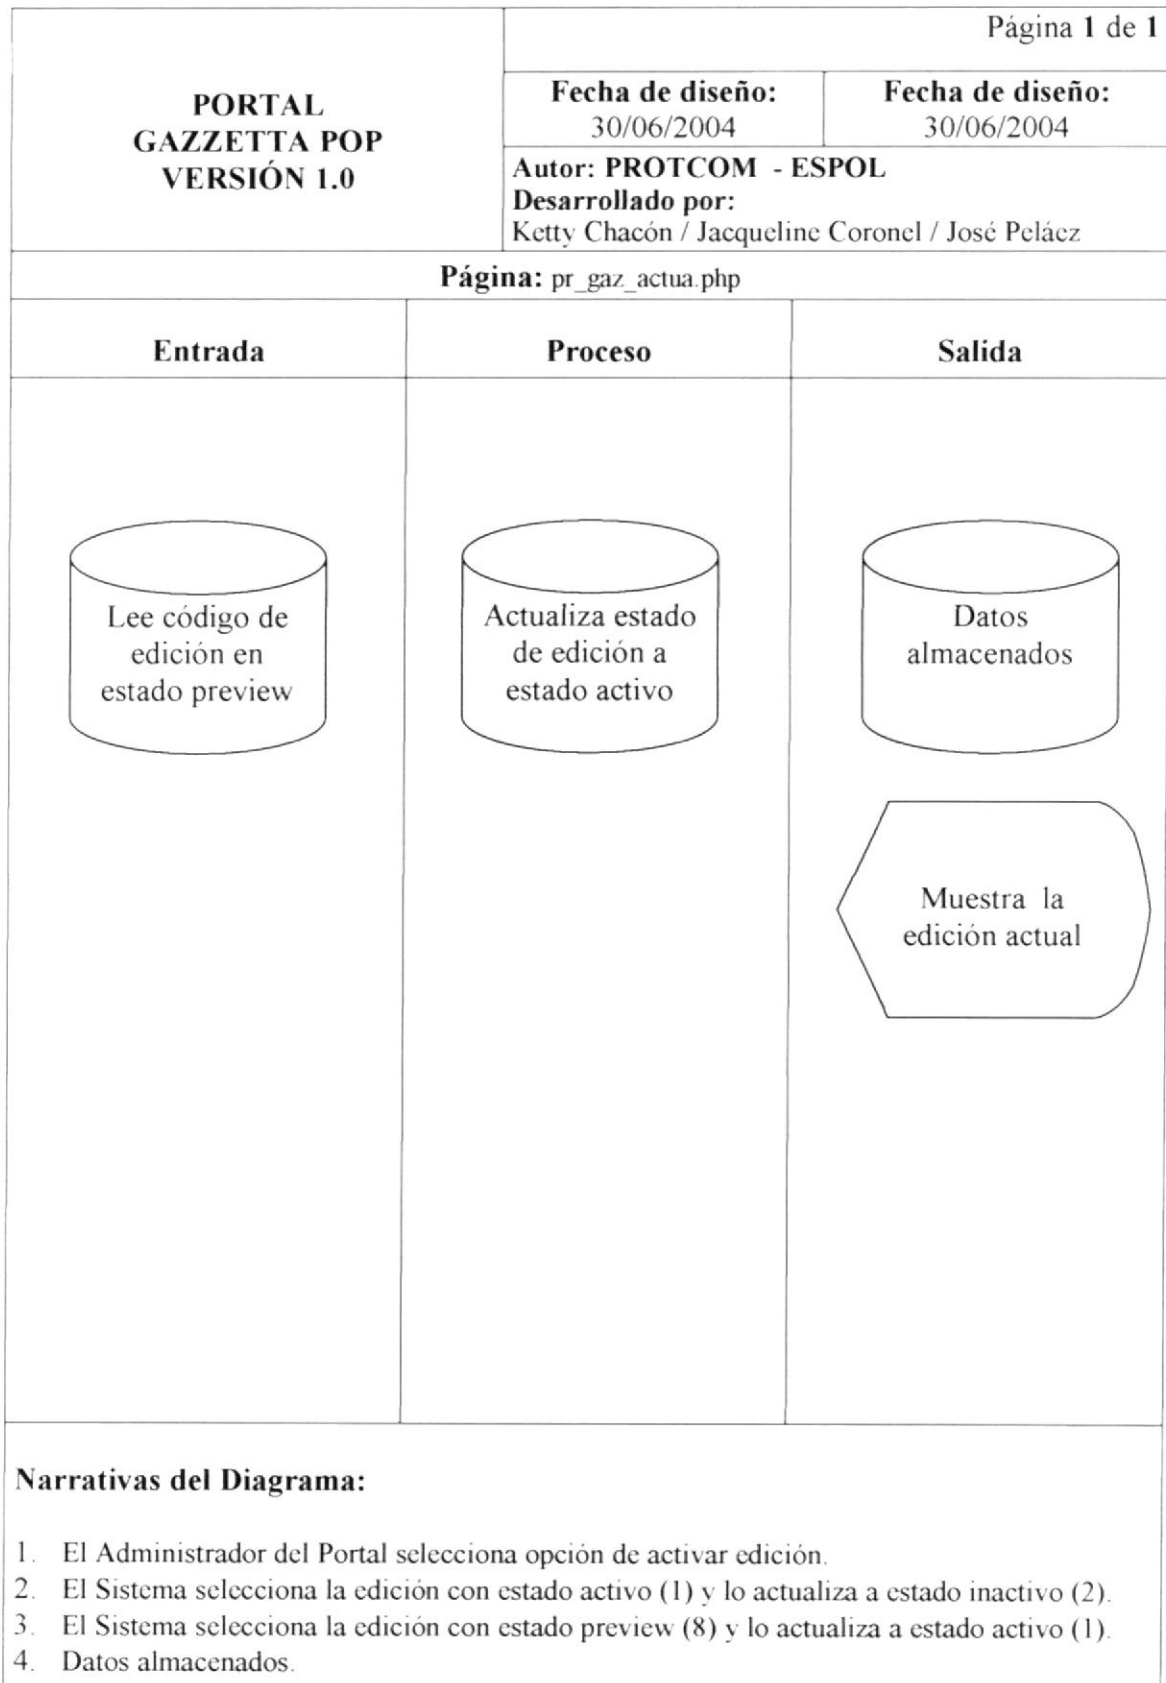 Página 1 de 1
PORTAL
GAZZETTA POP
VERSIÓN 1.0
Fecha de diseño:
30/06/2004
Fecha de diseño:
30/06/2004
Autor: PROTCOM - ESPOL
Desarrollado por:
Ketty Chacón / Jacqueline Coronel / José Peláez
Página: pr_gaz_actua.php
Entrada
Proceso
Salida
Lee código de
edición en
estado preview
Actualiza estado
de edición a
estado activo
Datos
almacenados
Muestra la
edición actual
Narrativas del Diagrama:
1. El Administrador del Portal selecciona opción de activar edición.
2. El Sistema selecciona la edición con estado activo (1) y lo actualiza a estado inactivo (2).
3. El Sistema selecciona la edición con estado preview (8) y lo actualiza a estado activo (1).
4. Datos almacenados.